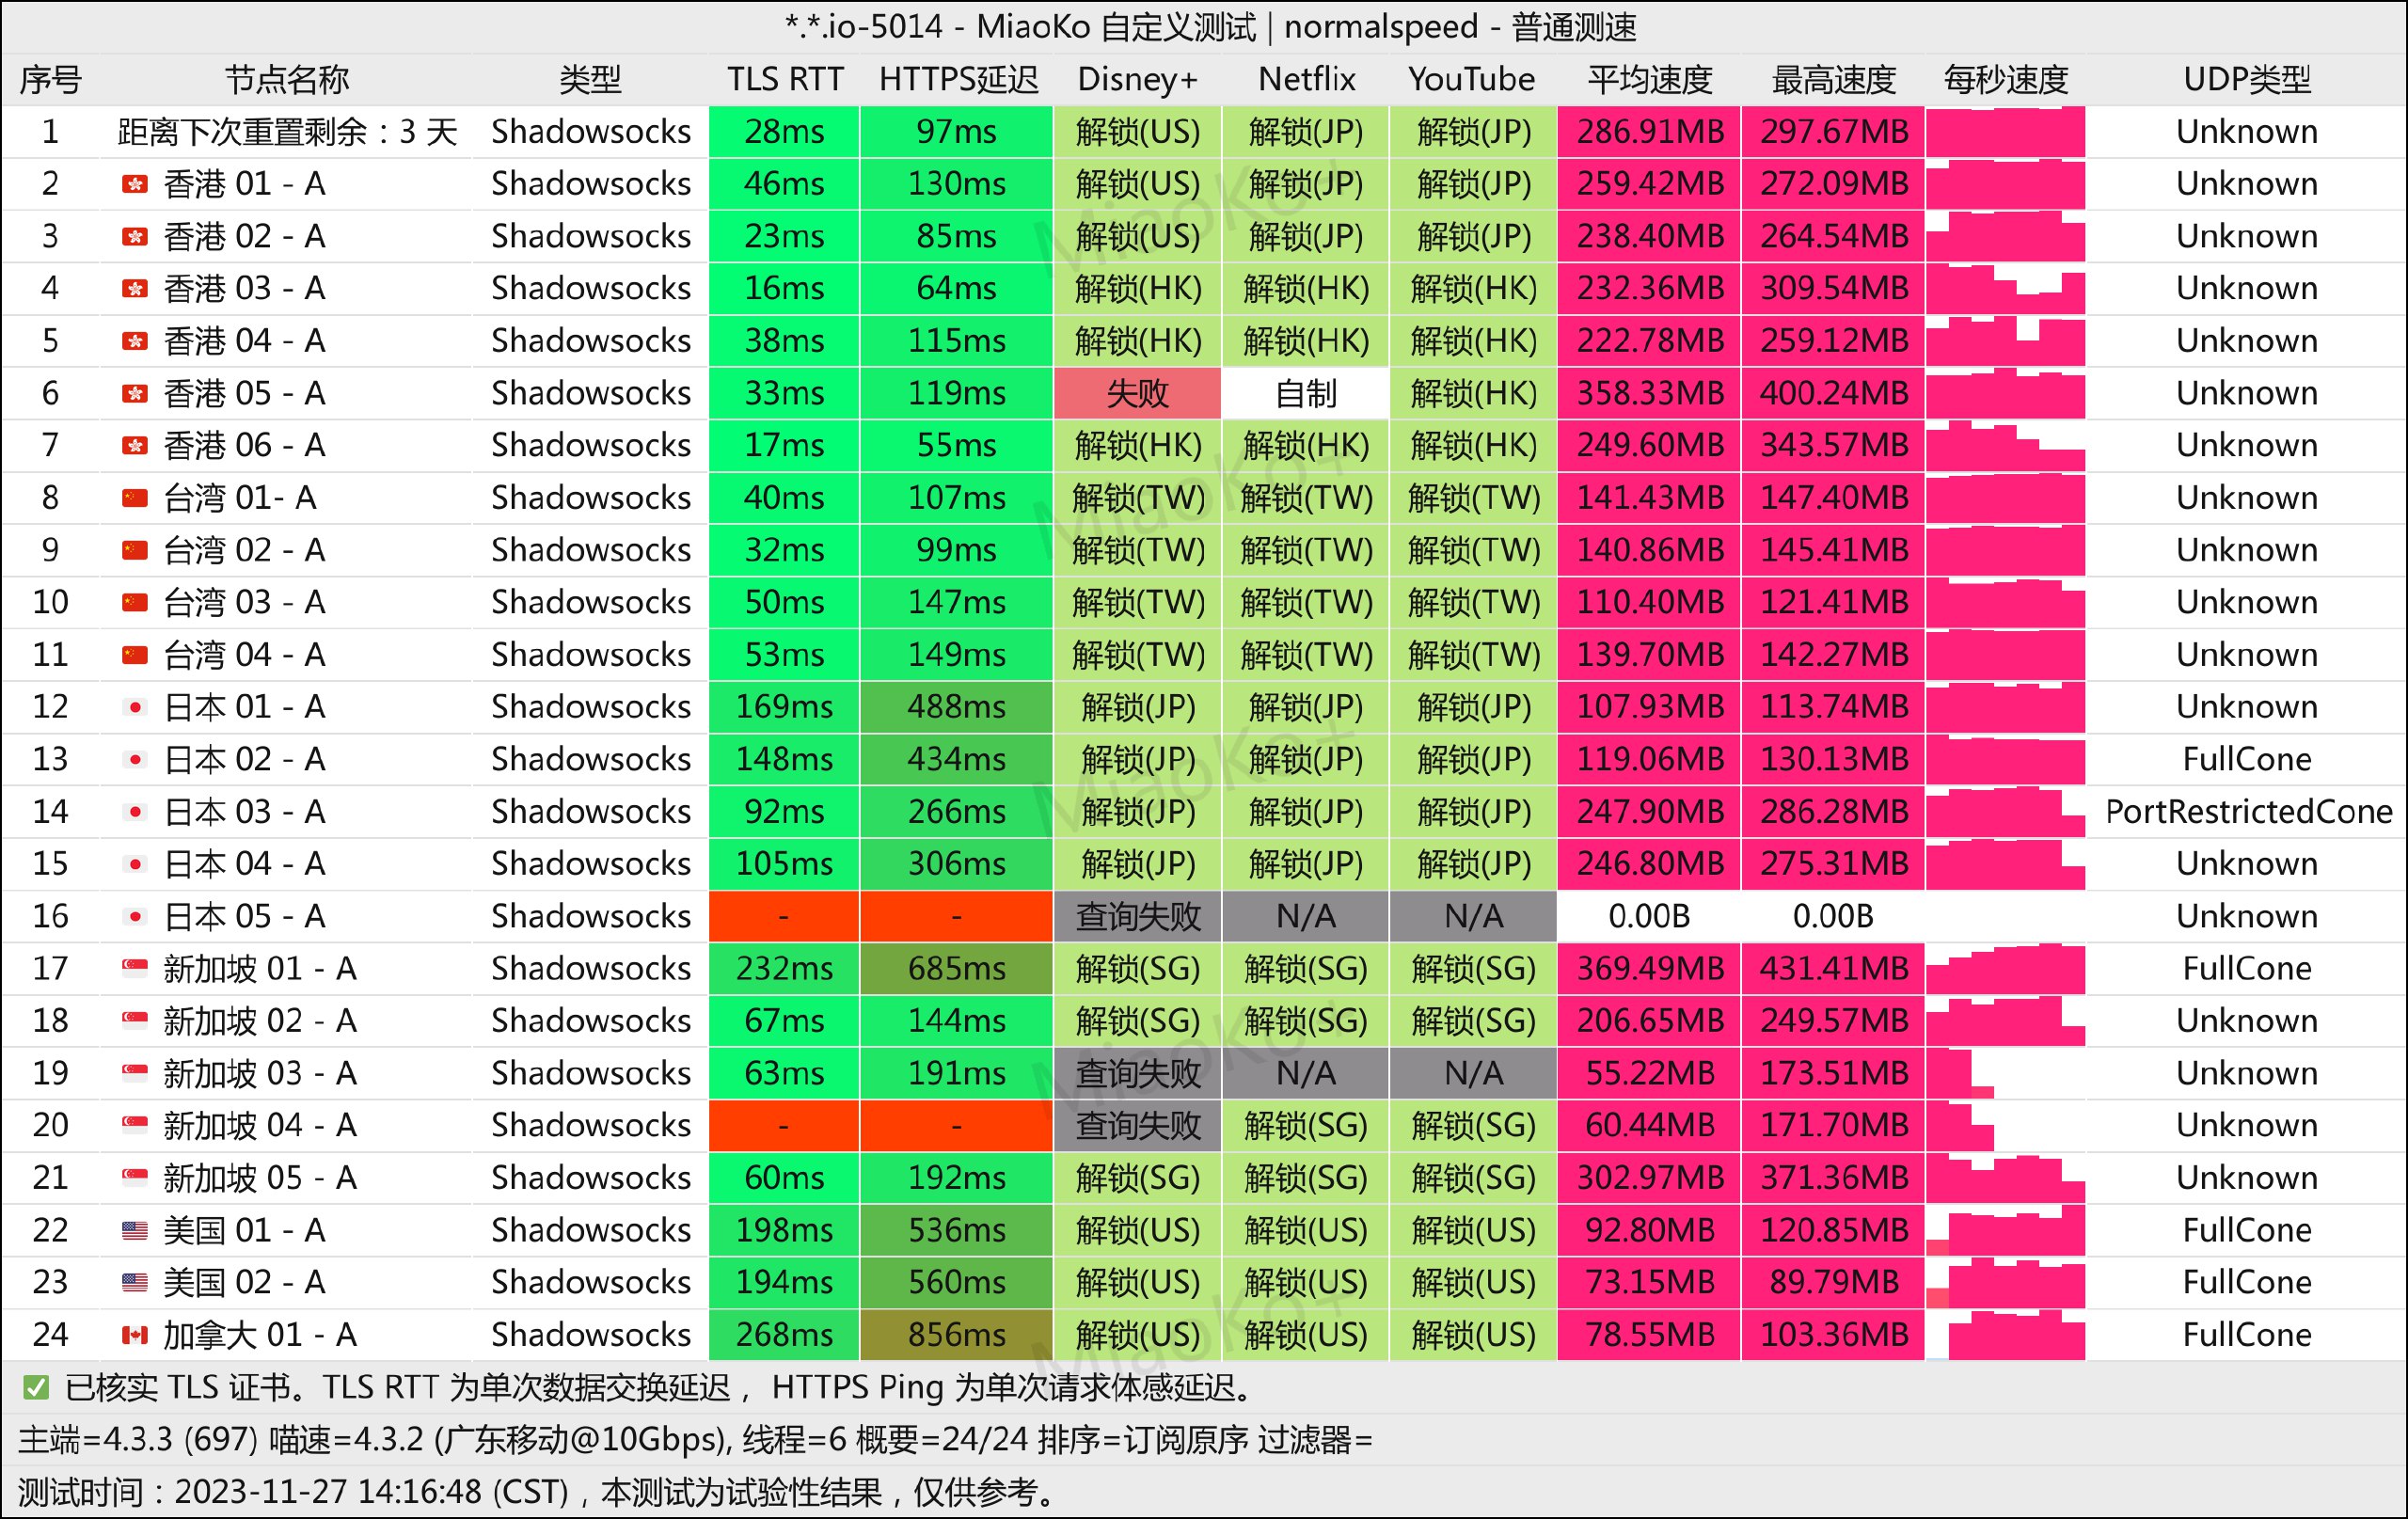 *.*.io-5014 - MiaoKo 自定义测试 | normalspeed - 普通测速
序号 节点名称 类型 TLS RTT HTTPS延迟 Disney+ Netflix YouTube 平均速度 最高速度 每秒速度 UDP类型
1 距离下次重置剩余：3 天 Shadowsocks 28ms 97ms 解锁(US) 解锁(JP) 解锁(JP) 286.91MB 297.67MB Unknown
2 香港 01 - A Shadowsocks 46ms 130ms 解锁(US) 解锁(JP) 解锁(JP) 259.42MB 272.09MB Unknown
3 香港 02 - A Shadowsocks 23ms 85ms 解锁(US) 解锁(JP) 解锁(JP) 238.40MB 264.54MB Unknown
4 香港 03 - A Shadowsocks 16ms 64ms 解锁(HK) 解锁(HK) 解锁(HK) 232.36MB 309.54MB Unknown
5 香港 04 - A Shadowsocks 38ms 115ms 解锁(HK) 解锁(HK) 解锁(HK) 222.78MB 259.12MB Unknown
6 香港 05 - A Shadowsocks 33ms 119ms 失败 自制 解锁(HK) 358.33MB 400.24MB Unknown
7 香港 06 - A Shadowsocks 17ms 55ms 解锁(HK) 解锁(HK) 解锁(HK) 249.60MB 343.57MB Unknown
8 台湾 01- A Shadowsocks 40ms 107ms 解锁(TW) 解锁(TW) 解锁(TW) 141.43MB 147.40MB Unknown
9 台湾 02 - A Shadowsocks 32ms 99ms 解锁(TW) 解锁(TW) 解锁(TW) 140.86MB 145.41MB Unknown
10 台湾 03 - A Shadowsocks 50ms 147ms 解锁(TW) 解锁(TW) 解锁(TW) 110.40MB 121.41MB Unknown
11 台湾 04 - A Shadowsocks 53ms 149ms 解锁(TW) 解锁(TW) 解锁(TW) 139.70MB 142.27MB Unknown
12 日本 01 - A Shadowsocks 169ms 488ms 解锁(JP) 解锁(JP) 解锁(JP) 107.93MB 113.74MB Unknown
13 日本 02 - A Shadowsocks 148ms 434ms 解锁(JP) 解锁(JP) 解锁(JP) 119.06MB 130.13MB FullCone
14 日本 03 - A Shadowsocks 92ms 266ms 解锁(JP) 解锁(JP) 解锁(JP) 247.90MB 286.28MB PortRestrictedCone
15 日本 04 - A Shadowsocks 105ms 306ms 解锁(JP) 解锁(JP) 解锁(JP) 246.80MB 275.31MB Unknown
16 日本 05 - A Shadowsocks - - 查询失败 N/A N/A 0.00B 0.00B Unknown
17 新加坡 01 - A Shadowsocks 232ms 685ms 解锁(SG) 解锁(SG) 解锁(SG) 369.49MB 431.41MB FullCone
18 新加坡 02 - A Shadowsocks 67ms 144ms 解锁(SG) 解锁(SG) 解锁(SG) 206.65MB 249.57MB Unknown
19 新加坡 03 - A Shadowsocks 63ms 191ms 查询失败 N/A N/A 55.22MB 173.51MB Unknown
20 新加坡 04 - A Shadowsocks - - 查询失败 解锁(SG) 解锁(SG) 60.44MB 171.70MB Unknown
21 新加坡 05 - A Shadowsocks 60ms 192ms 解锁(SG) 解锁(SG) 解锁(SG) 302.97MB 371.36MB Unknown
22 美国 01 - A Shadowsocks 198ms 536ms 解锁(US) 解锁(US) 解锁(US) 92.80MB 120.85MB FullCone
23 美国 02 - A Shadowsocks 194ms 560ms 解锁(US) 解锁(US) 解锁(US) 73.15MB 89.79MB FullCone
24 加拿大 01 - A Shadowsocks 268ms 856ms 解锁(US) 解锁(US) 解锁(US) 78.55MB 103.36MB FullCone
✅ 已核实 TLS 证书。TLS RTT 为单次数据交换延迟， HTTPS Ping 为单次请求体感延迟。
主端=4.3.3 (697) 喵速=4.3.2 (广东移动@10Gbps), 线程=6 概要=24/24 排序=订阅原序 过滤器=
测试时间：2023-11-27 14:16:48 (CST)，本测试为试验性结果，仅供参考。
MiaoKo+
MiaoKo+
MiaoKo+
MiaoKo+
MiaoKo+